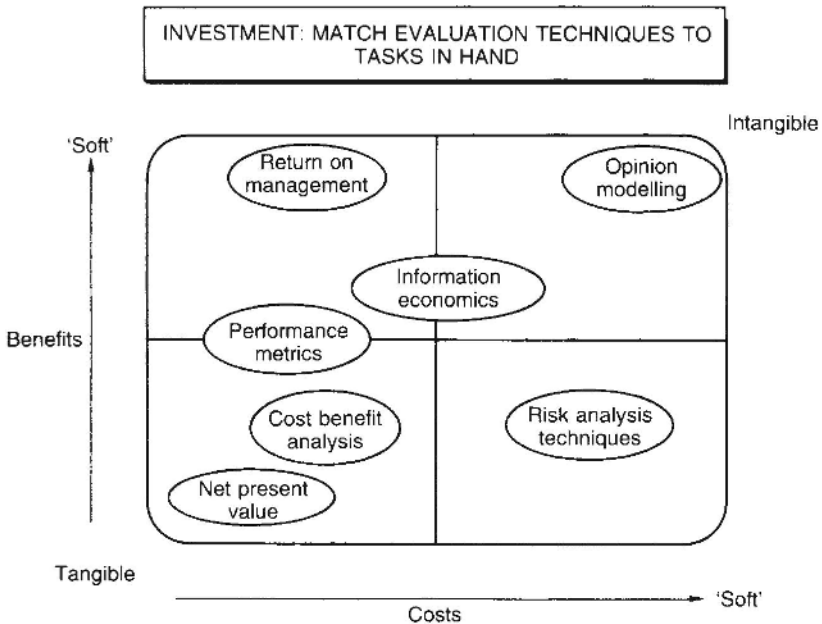 INVESTMENT: MATCH EVALUATION TECHNIQUES TO
TASKS IN HAND
Intangible
'Soft'
Return on
management
Opinion
modelling
Information
economics
Benefits
Performance
metrics
Cost benefit
analysis
Risk analysis
techniques
Net present
value
Tangible
Costs
'Soft'